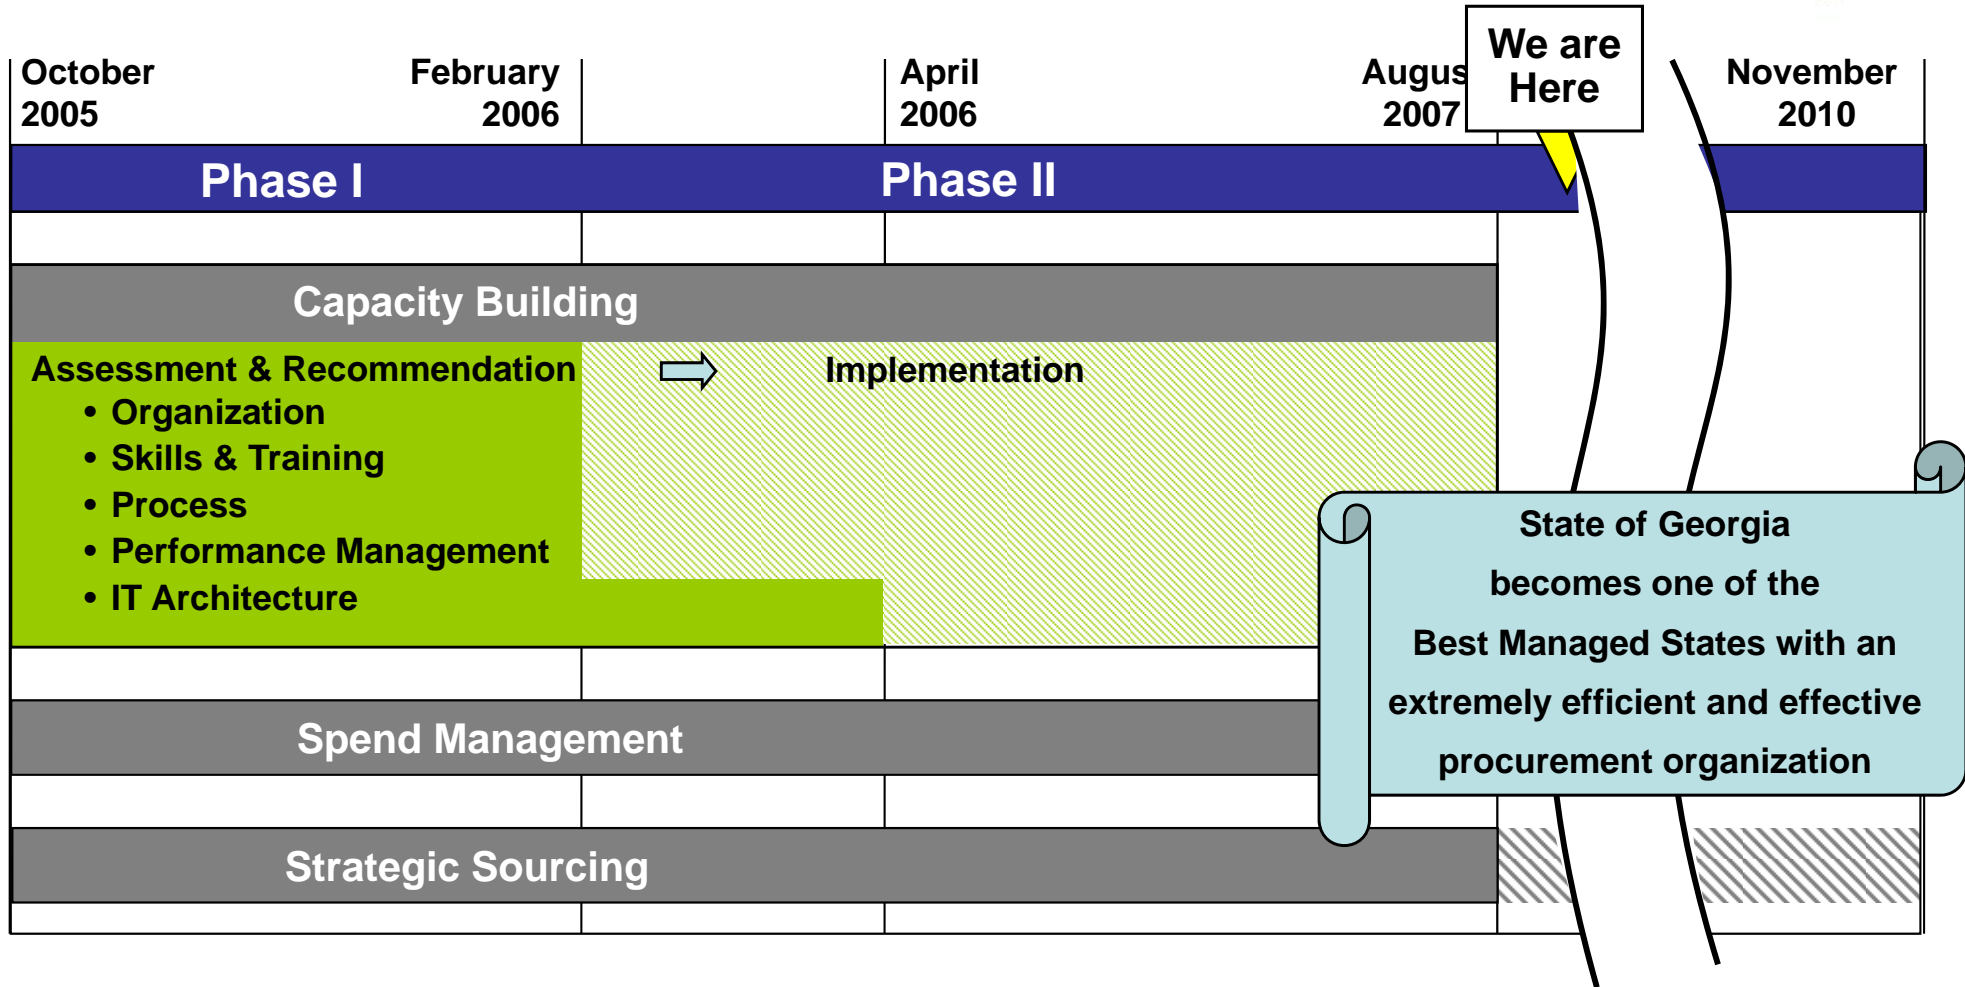 October
2005
February
2006
April
2006
Augus
2007
We are
Here
November
2010
Phase I
Phase II
Capacity Building
Assessment & Recommendation
• Organization
• Skills & Training
• Process
• Performance Management
• IT Architecture
Implementation
State of Georgia
becomes one of the
Best Managed States with an
extremely efficient and effective
procurement organization
Spend Management
Strategic Sourcing